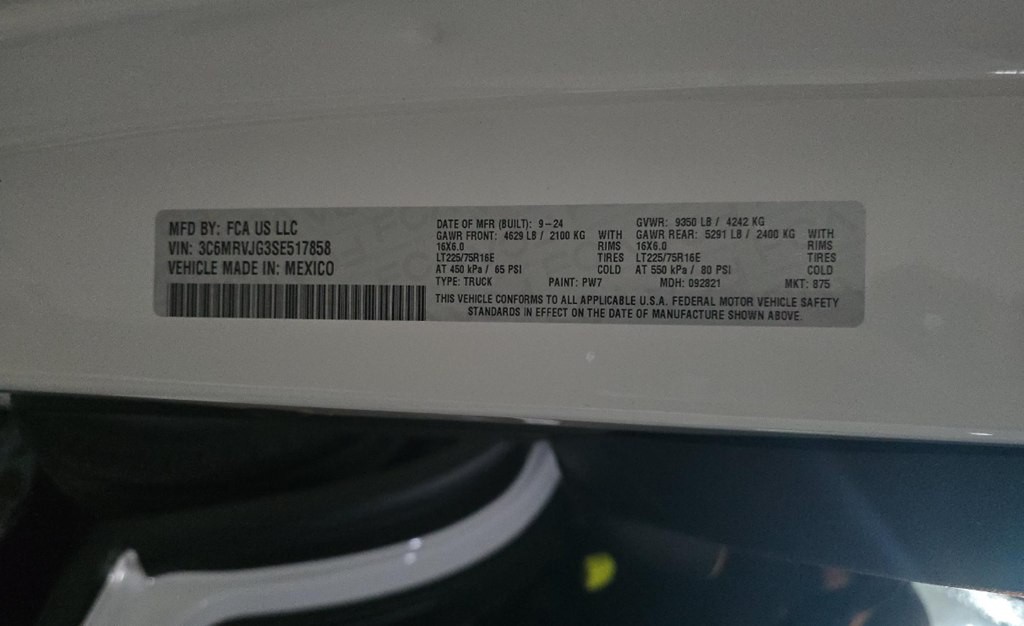 MFD BY: FCA US LLC
VIN: 3C6MRVJG3SE517858
VEHICLE MADE IN: MEXICO
DATE OF MFR (BUILT): 9-24
GAWR FRONT: 4629 LB / 2100 KG WITH
16X6.0 RIMS
LT225/75R16E TIRES
AT 450 kPa / 65 PSI COLD
GVWR: 9350 LB / 4242 KG
GAWR REAR: 5291 LB / 2400 KG WITH
16X6.0 RIMS
LT225/75R16E TIRES
AT 550 kPa / 80 PSI COLD
TYPE: TRUCK PAINT: PW7 MDH: 092821 MKT: 875
THIS VEHICLE CONFORMS TO ALL APPLICABLE U.S.A. FEDERAL MOTOR VEHICLE SAFETY
STANDARDS IN EFFECT ON THE DATE OF MANUFACTURE SHOWN ABOVE.